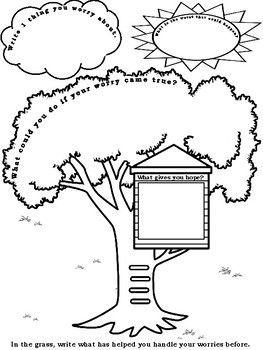 Write 1 thing you worry about.
What is the worst that could happen?
What could you do if your worry came true?
What gives you hope?
In the grass, write what has helped you handle your worries before.